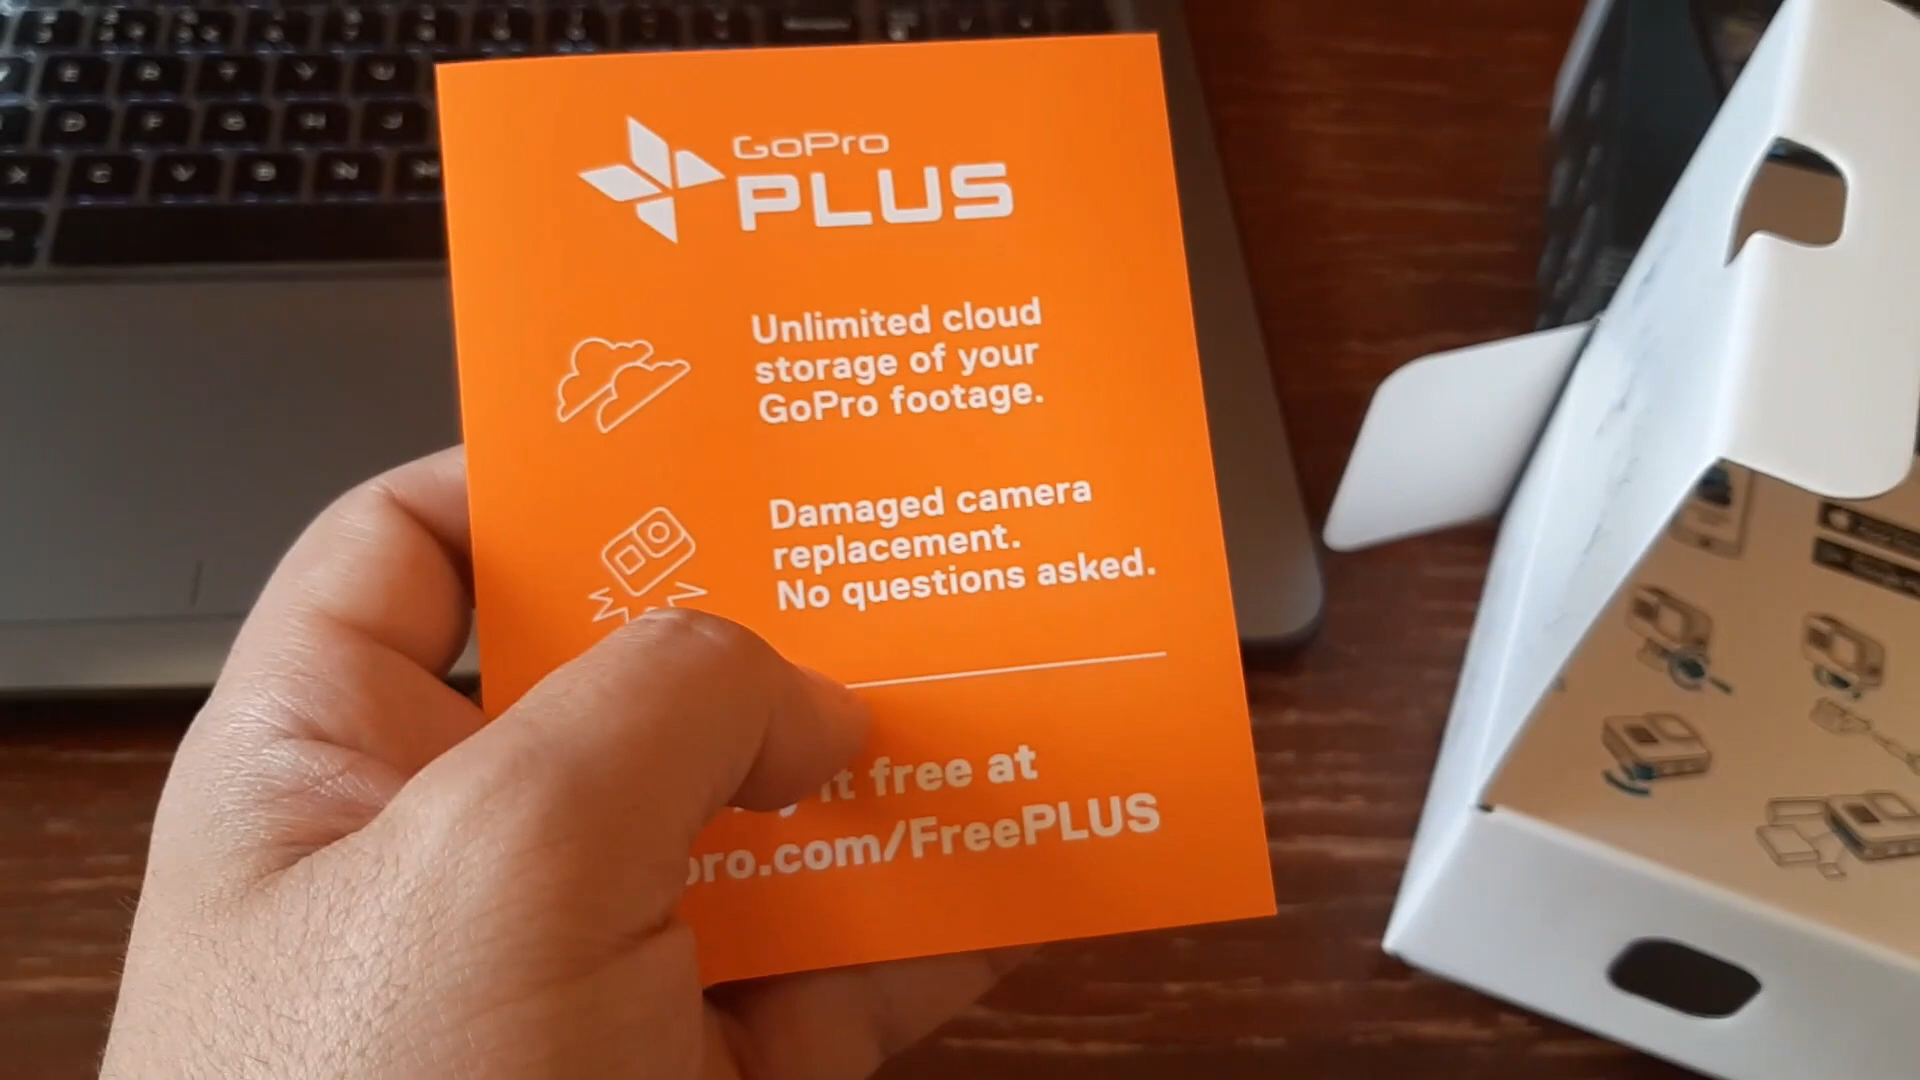 GoPro
PLUS
Unlimited cloud
storage of your
GoPro footage.
Damaged camera
replacement.
No questions asked.
it free at
pro.com/FreePLUS